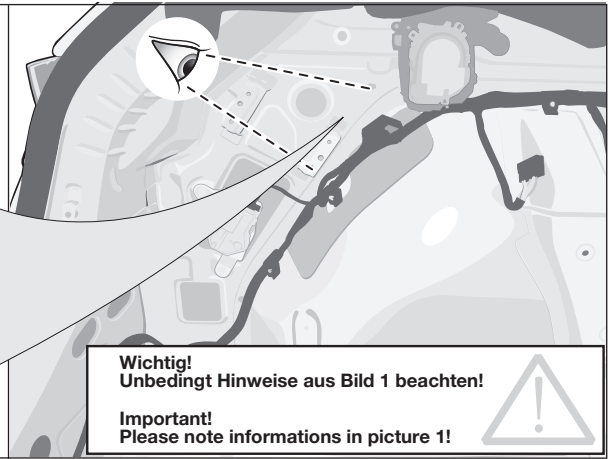 Wichtig!
Unbedingt Hinweise aus Bild 1 beachten!
Important!
Please note informations in picture 1!